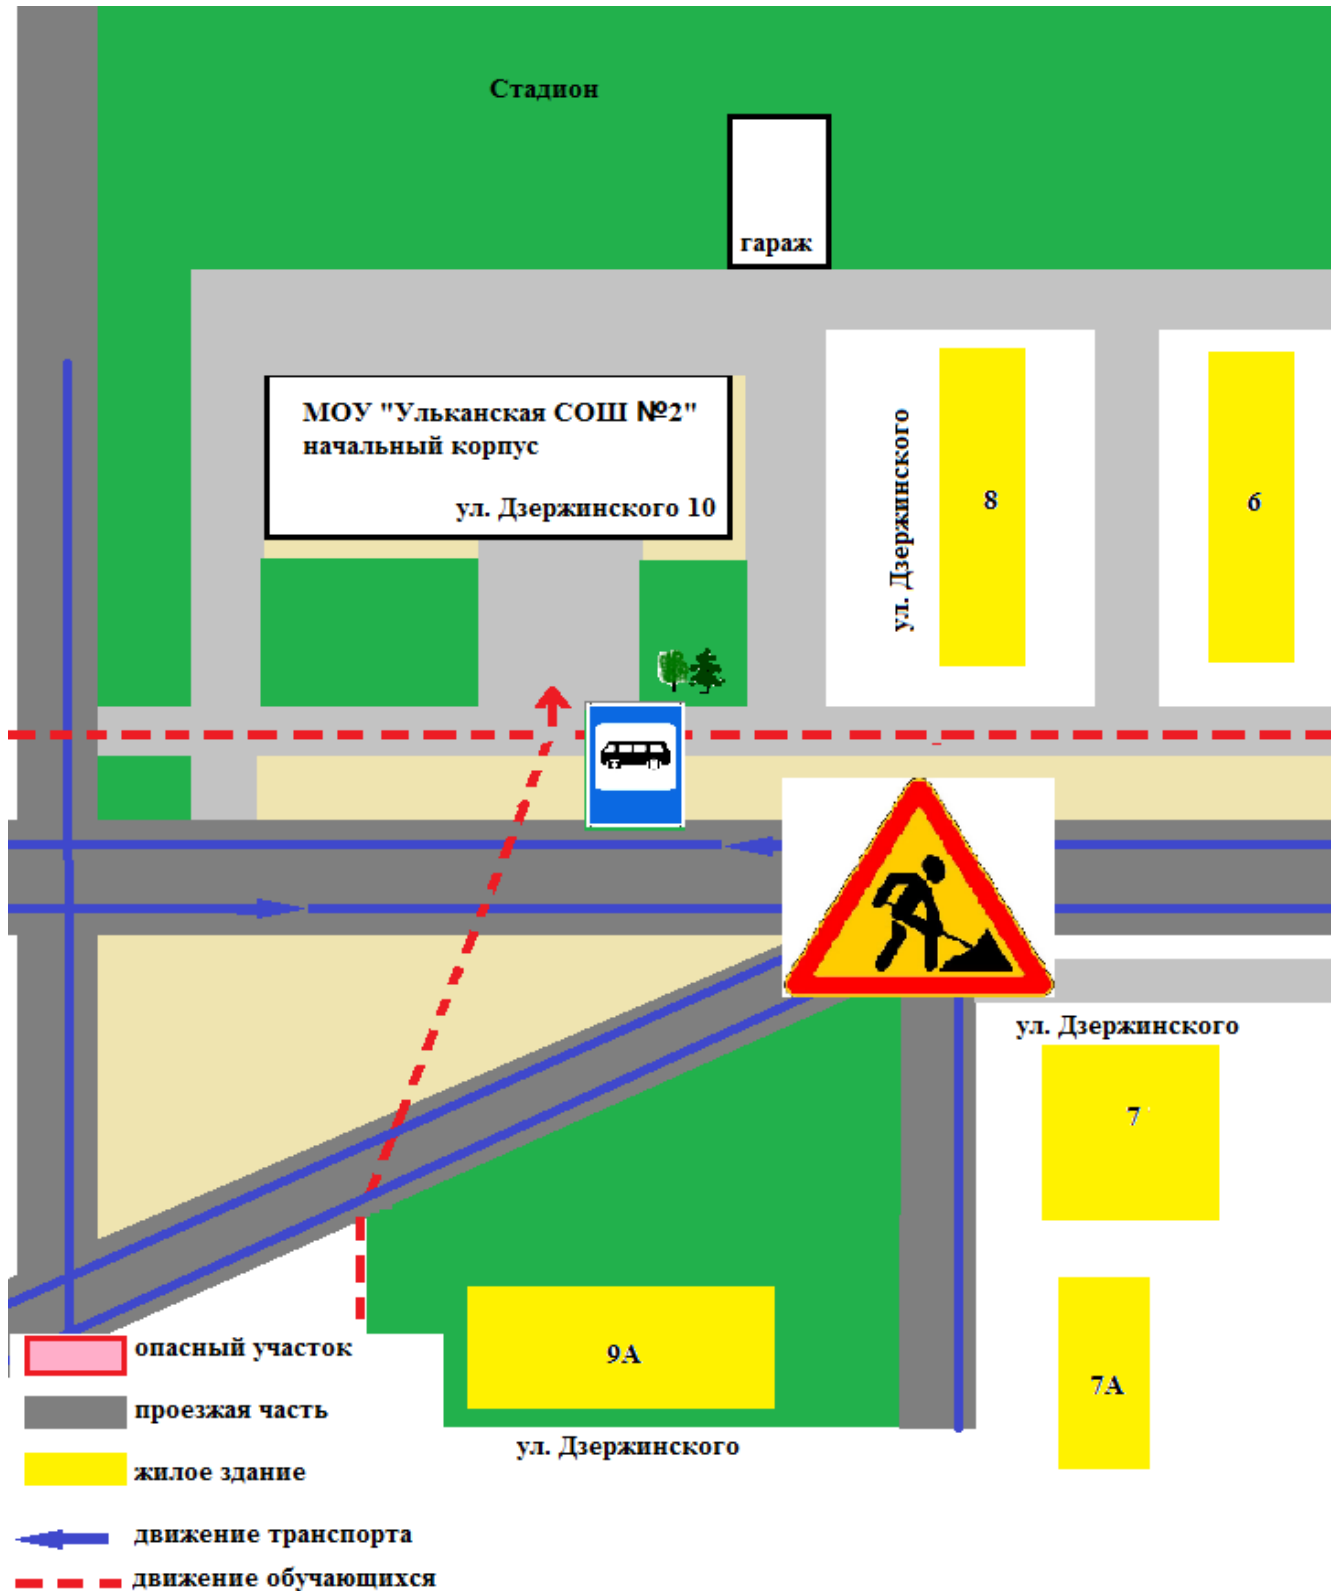 Стадион
гараж
МОУ "Ульканская СОШ №2"
начальный корпус
ул. Дзержинского 10
ул. Дзержинского
8
6
ул. Дзержинского
7
9А
7А
ул. Дзержинского
опасный участок
проезжая часть
жилое здание
движение транспорта
движение обучающихся